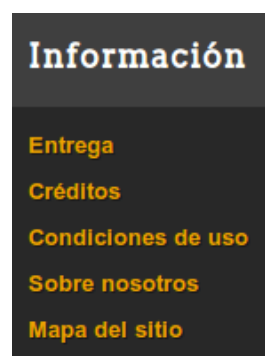 Información
Entrega
Créditos
Condiciones de uso
Sobre nosotros
Mapa del sitio